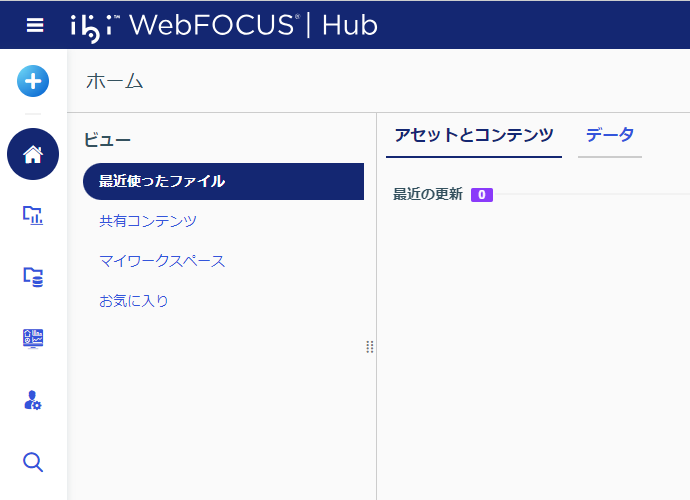 ibi™ WebFOCUS® | Hub
ホーム
ビュー
最近使ったファイル
共有コンテンツ
マイワークスペース
お気に入り
アセットとコンテンツ データ
最近の更新 0